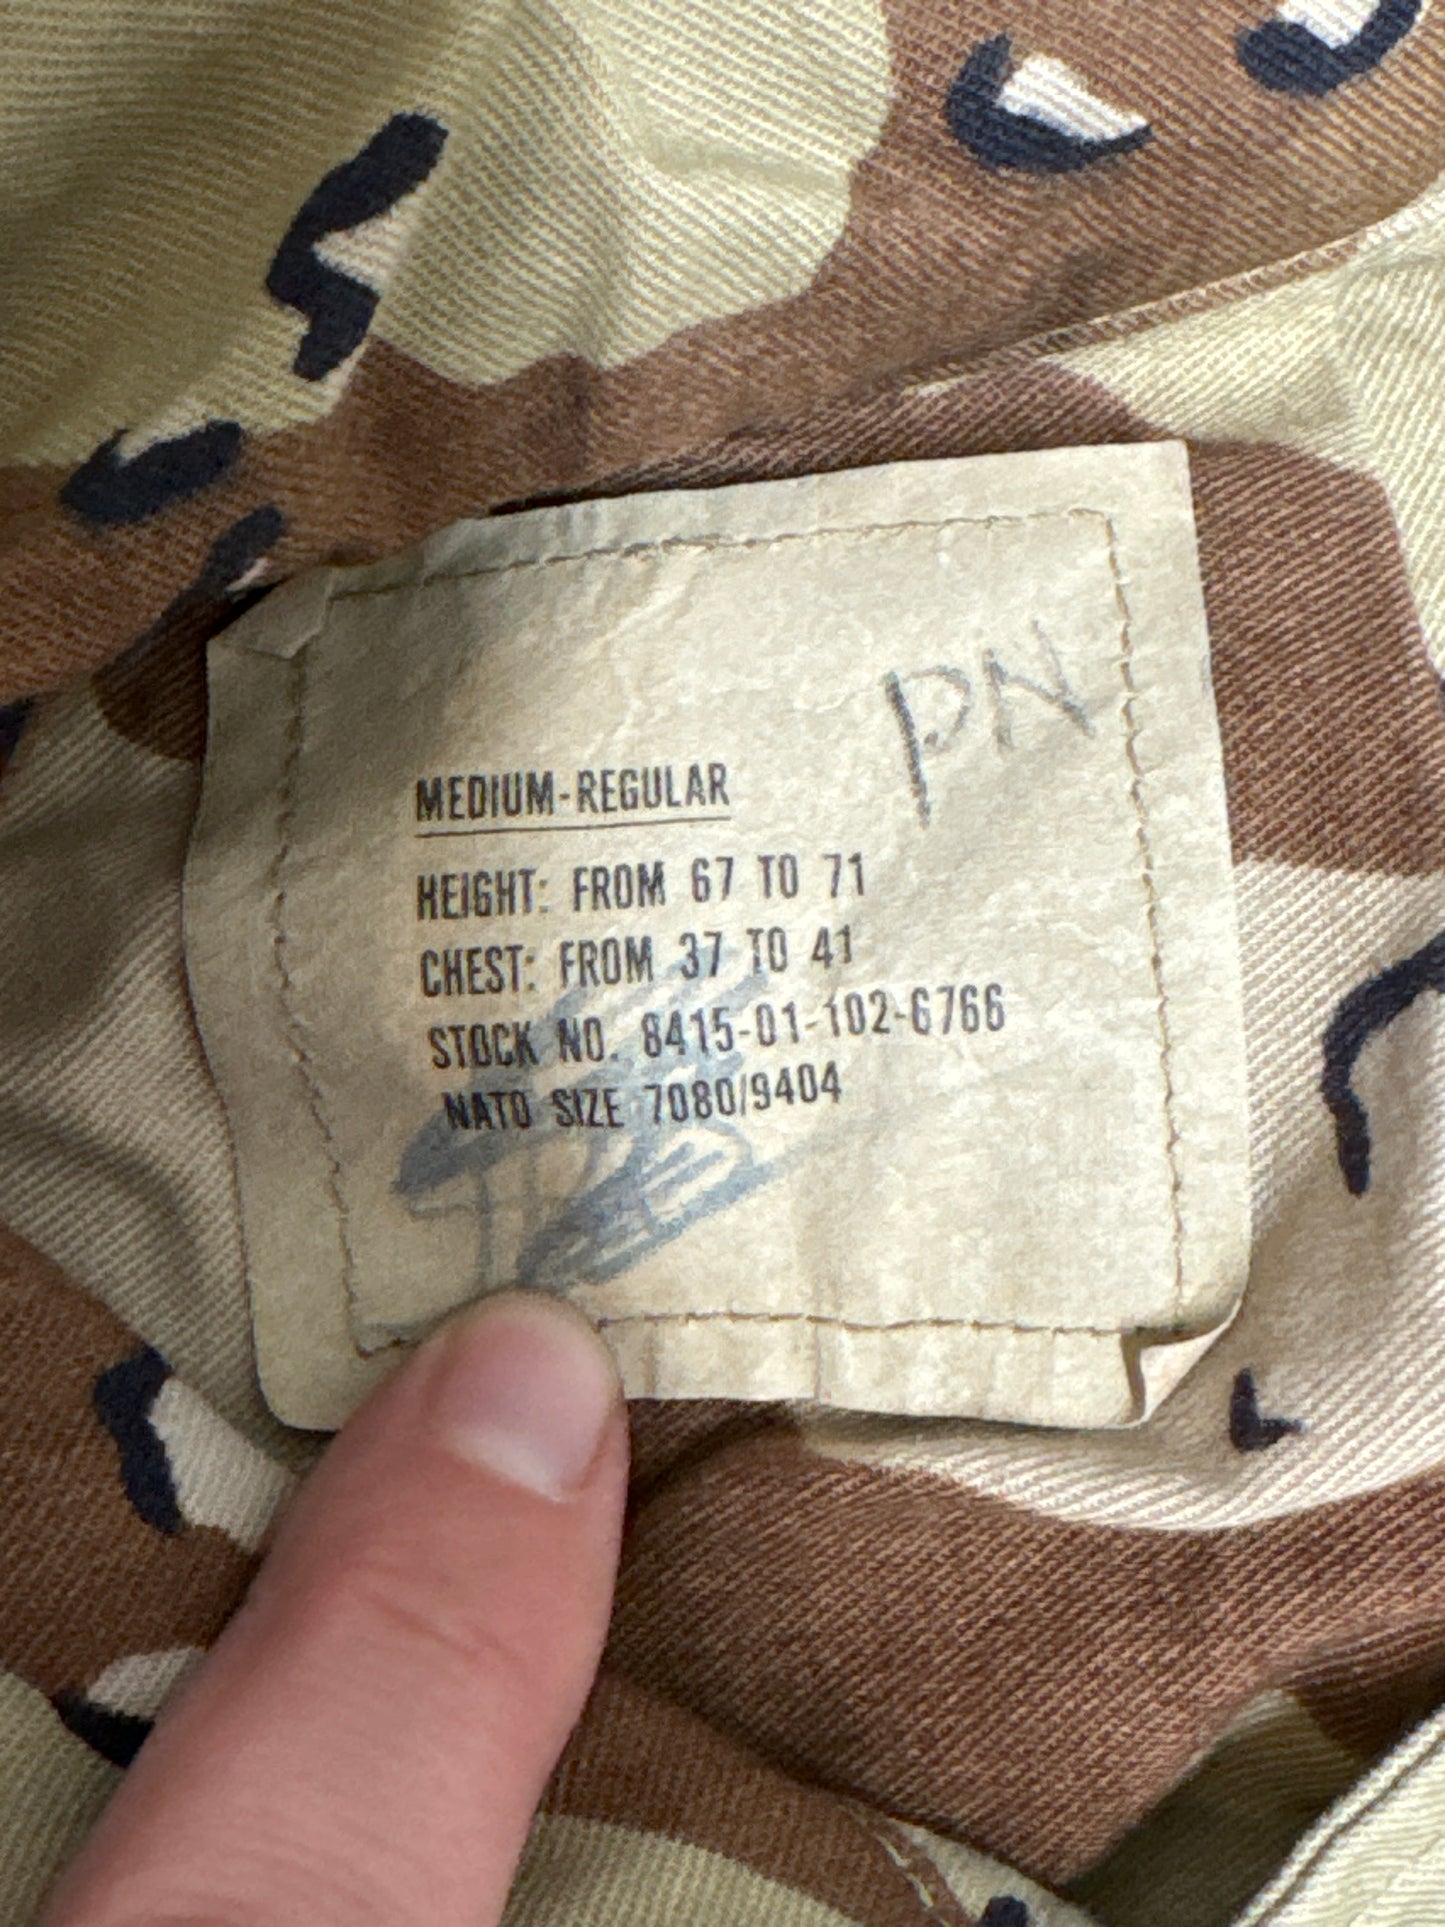 PN
MEDIUM-REGULAR
HEIGHT: FROM 67 TO 71
CHEST: FROM 37 TO 41
STOCK NO. 8415-01-102-6766
NATO SIZE 7080/9404